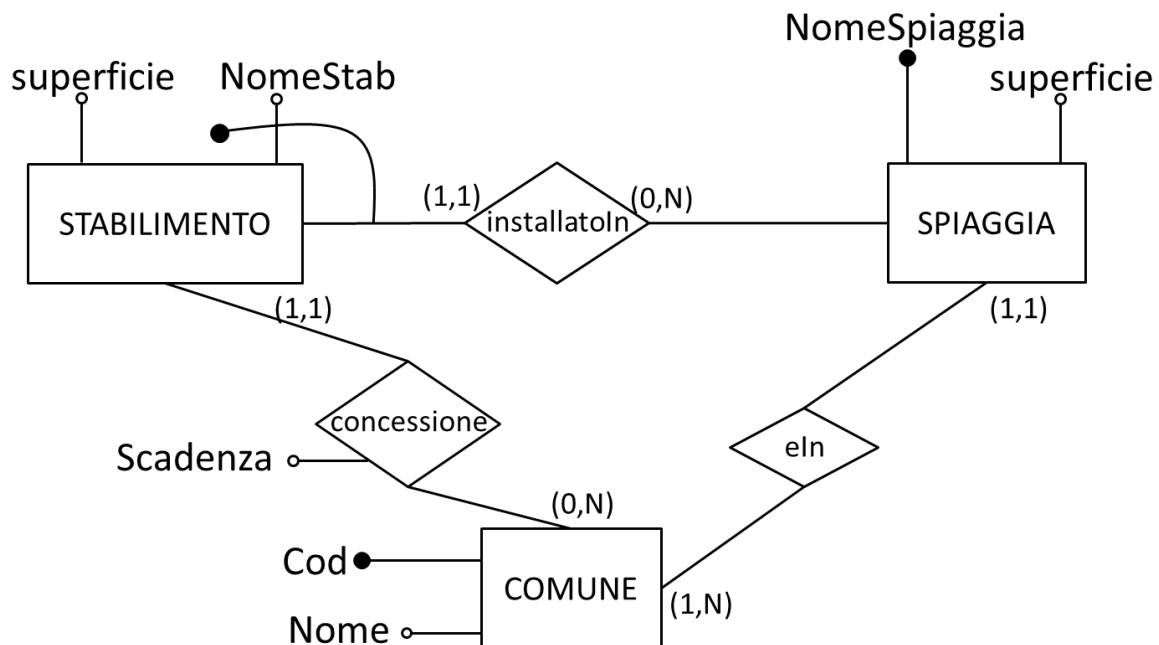 NomeSpiaggia
superficie
NomeStab
superficie
(1,1)
(0,N)
STABILIMENTO
installatoIn
SPIAGGIA
(1,1)
(1,1)
concessione
eIn
Scadenza
(0,N)
Cod
COMUNE
(1,N)
Nome